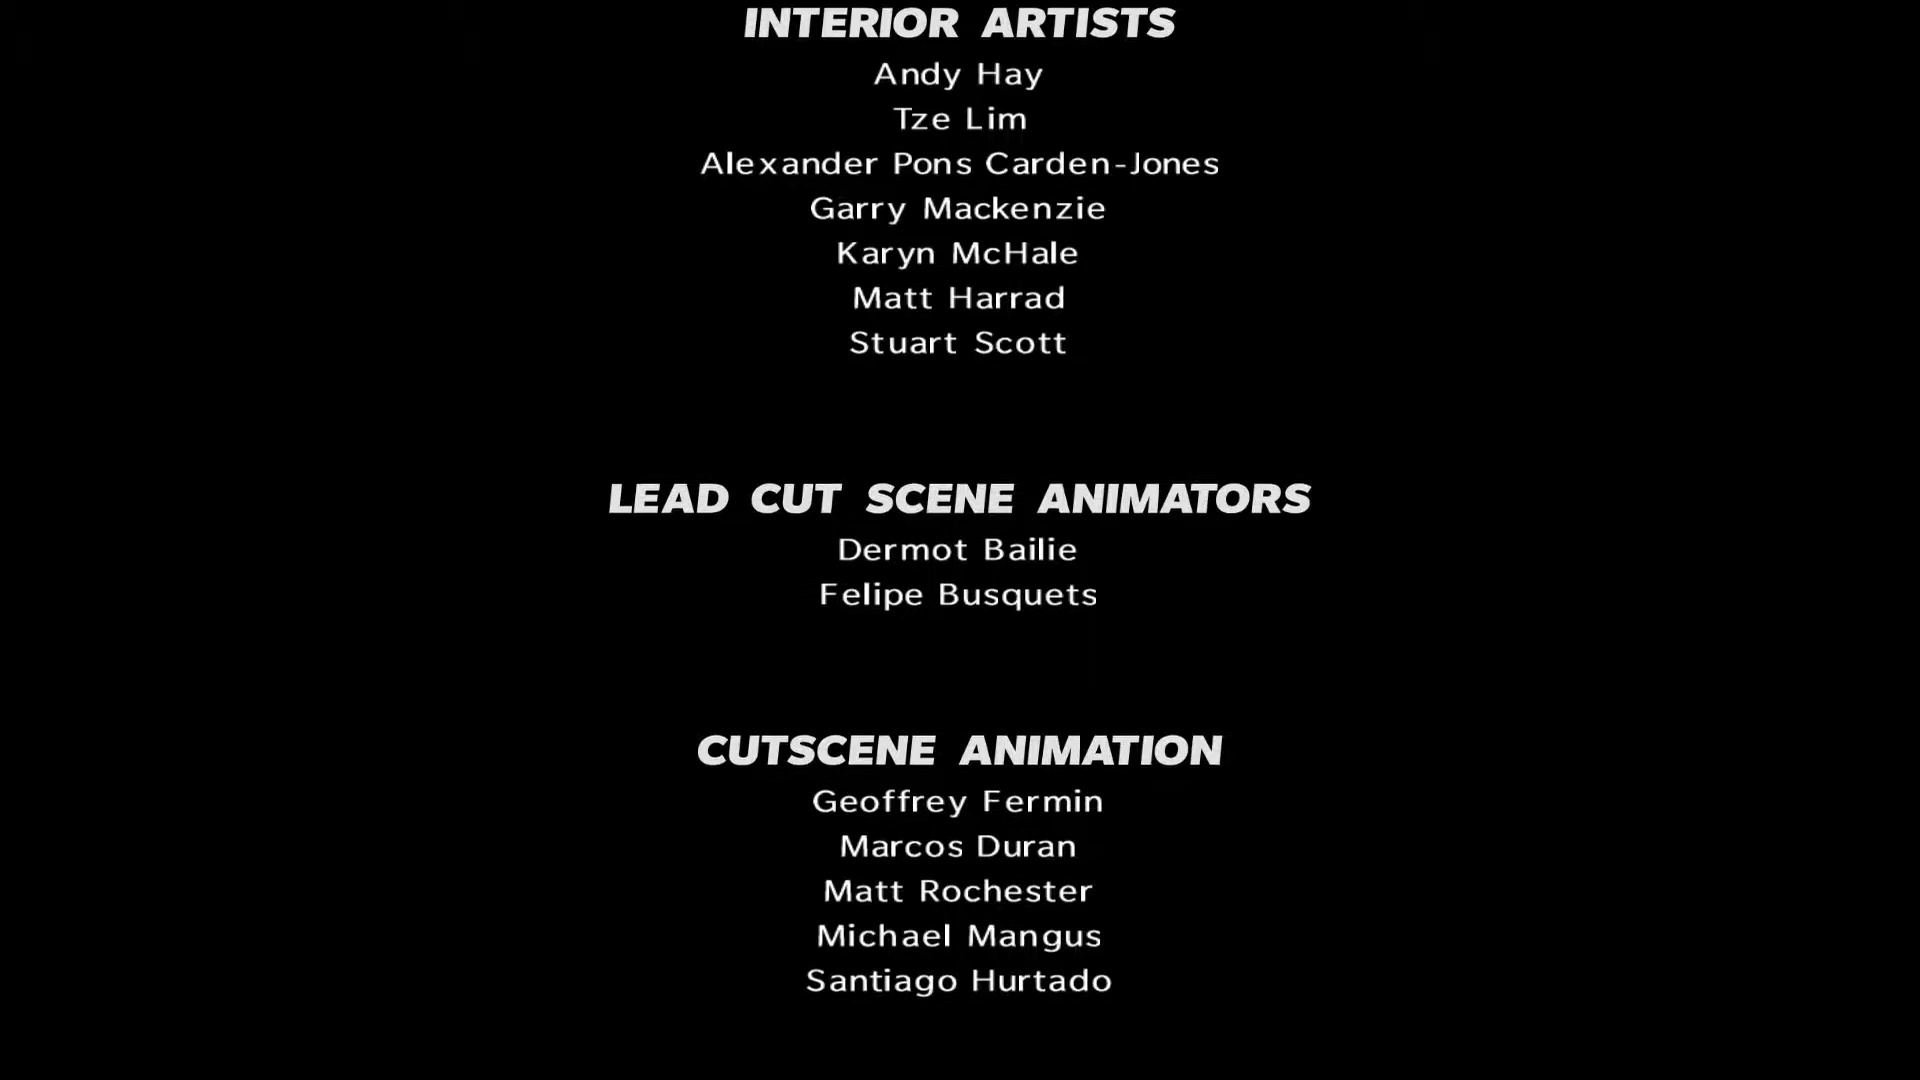 INTERIOR ARTISTS
Andy Hay
Tze Lim
Alexander Pons Carden-Jones
Garry Mackenzie
Karyn McHale
Matt Harrad
Stuart Scott
LEAD CUT SCENE ANIMATORS
Dermot Bailie
Felipe Busquets
CUTSCENE ANIMATION
Geoffrey Fermin
Marcos Duran
Matt Rochester
Michael Mangus
Santiago Hurtado